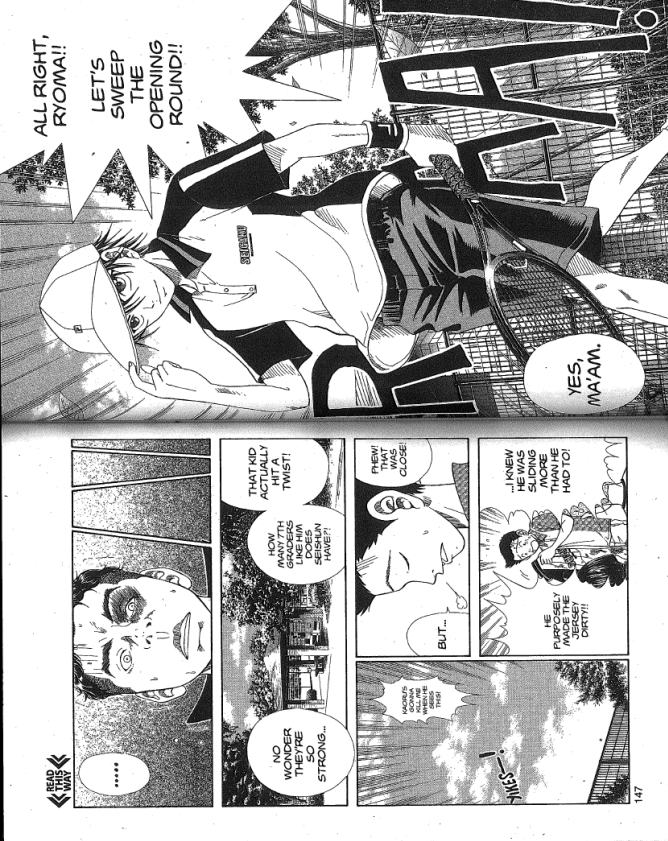 ALL RIGHT,
RYOMA!!
LET'S
SWEEP
THE
OPENING
ROUND!!
SEIGAKU
YES,
MA'AM.
READ
THIS
WAY
.....
THAT KID
ACTUALLY
HIT A
TWIST!
HOW
MANY 7TH
GRADERS
LIKE HIM
DOES
SEISHUN
HAVE?!
NO
WONDER
THEY'RE
SO
STRONG...
PHEW!
THAT
WAS
CLOSE!
BUT...
...I KNEW
HE WAS
SLIDING
MORE
THAN HE
HAD TO!
HE
PURPOSELY
MADE THE
JERSEY
DIRTY!!
KAORU'S
GONNA
KILL ME
WHEN HE
SEES
THIS!
YIKES—!
147